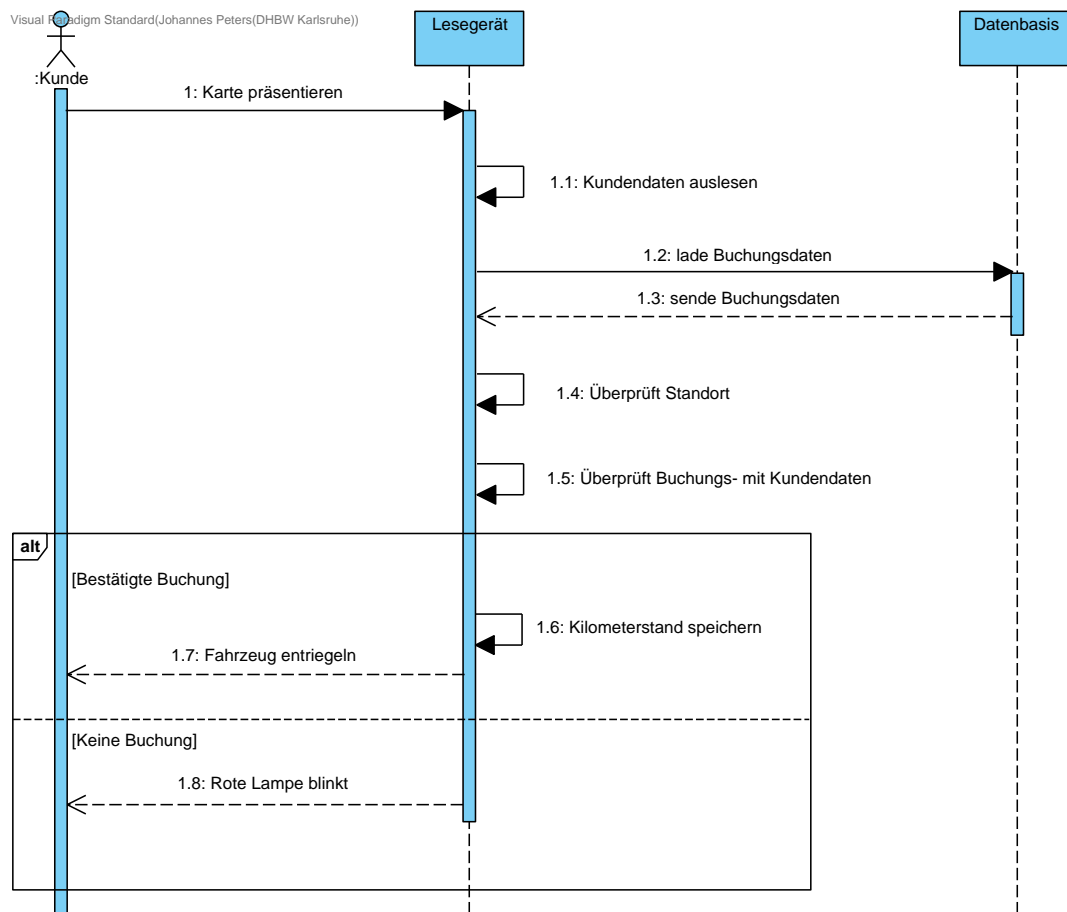 Visual Paradigm Standard(Johannes Peters(DHBW Karlsruhe))
Lesegerät
Datenbasis
:Kunde
1: Karte präsentieren
1.1: Kundendaten auslesen
1.2: lade Buchungsdaten
1.3: sende Buchungsdaten
1.4: Überprüft Standort
1.5: Überprüft Buchungs- mit Kundendaten
alt
[Bestätigte Buchung]
1.6: Kilometerstand speichern
1.7: Fahrzeug entriegeln
[Keine Buchung]
1.8: Rote Lampe blinkt